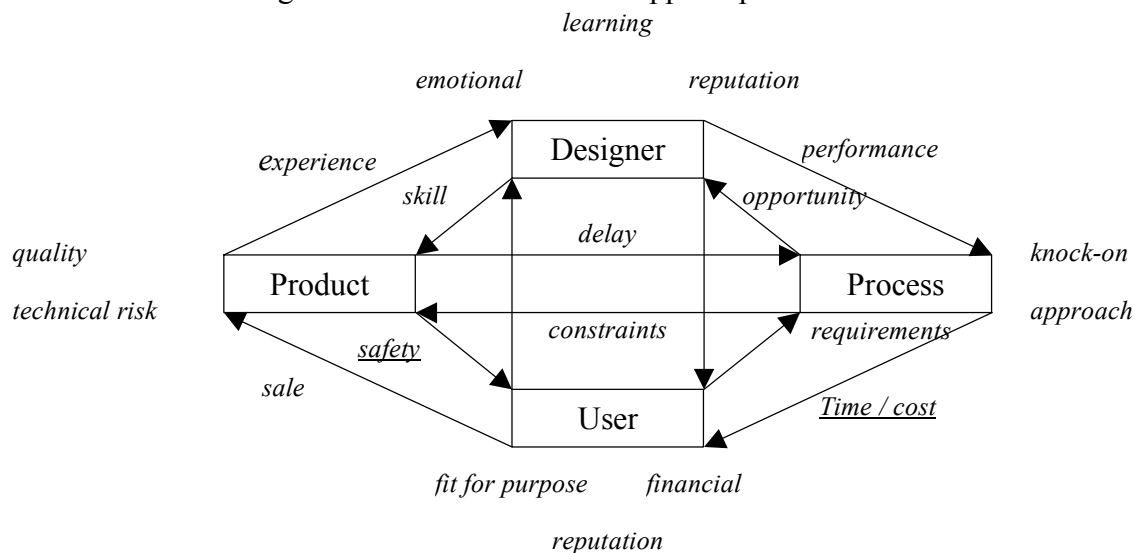 learning
emotional
reputation
Designer
experience
performance
skill
opportunity
delay
quality
knock-on
Product
Process
technical risk
approach
constraints
requirements
safety
sale
User
Time / cost
fit for purpose
financial
reputation